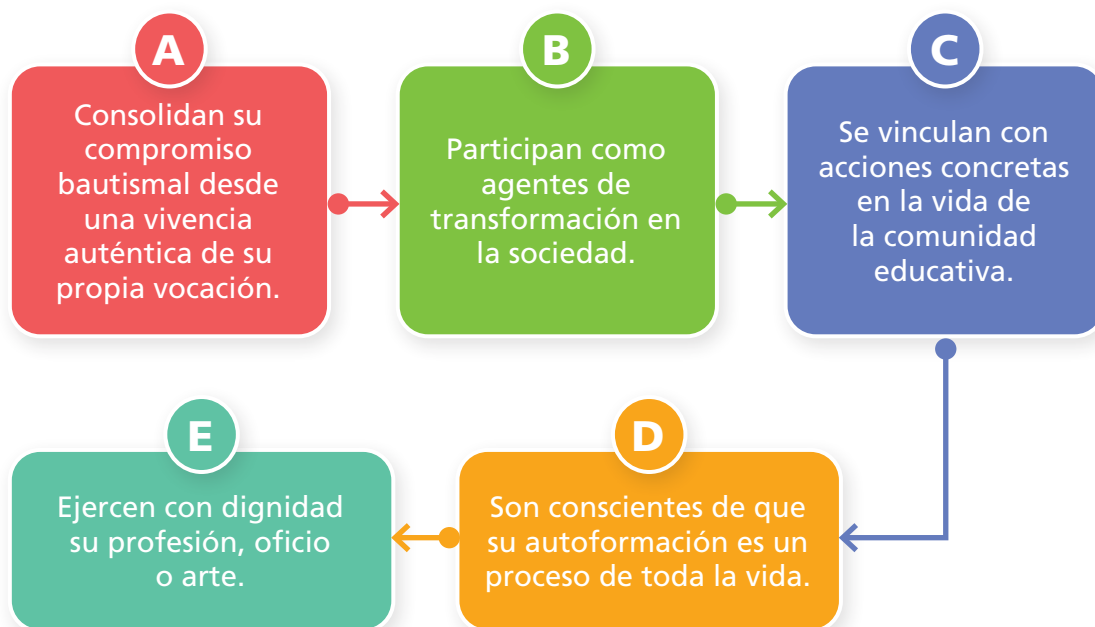 A
Consolidan su
compromiso
bautismal desde
una vivencia
auténtica de su
propia vocación.
B
Participan como
agentes de
transformación en
la sociedad.
C
Se vinculan con
acciones concretas
en la vida de
la comunidad
educativa.
D
Son conscientes de que
su autoformación es un
proceso de toda la vida.
E
Ejercen con dignidad
su profesión, oficio
o arte.